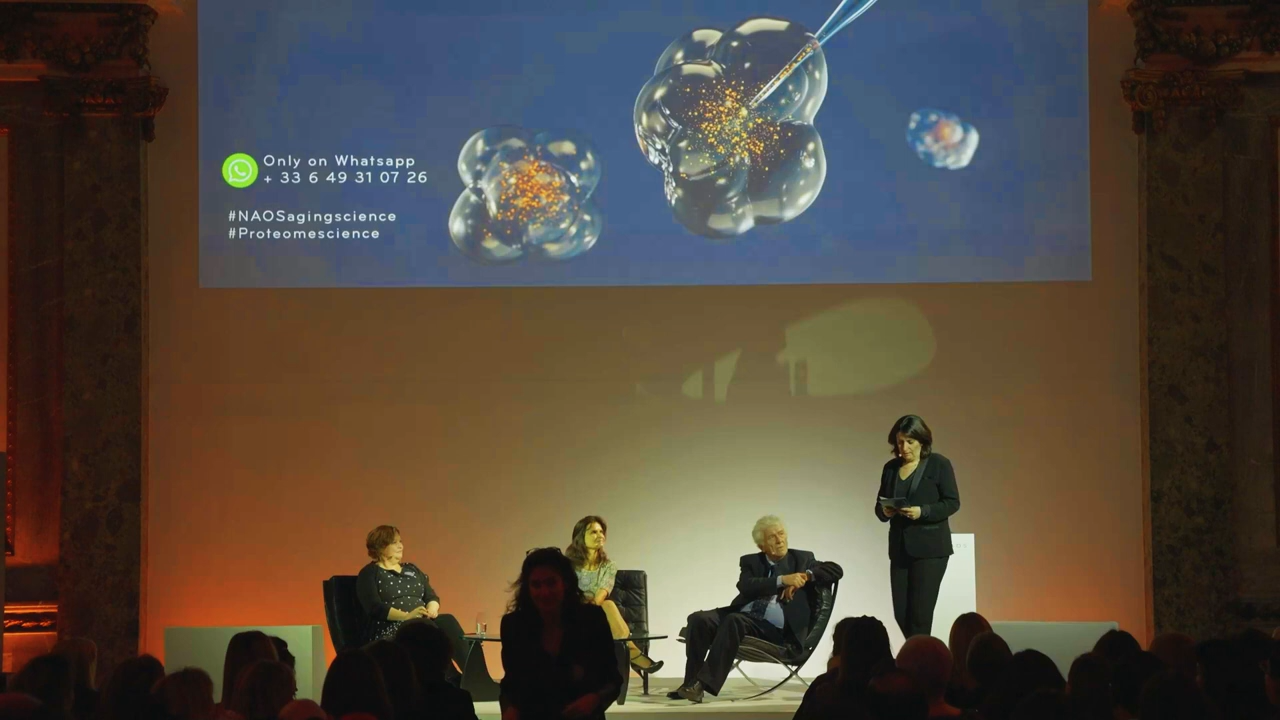 Only on Whatsapp
+ 33 6 49 31 07 26
#NAOSagingscience
#Proteomescience